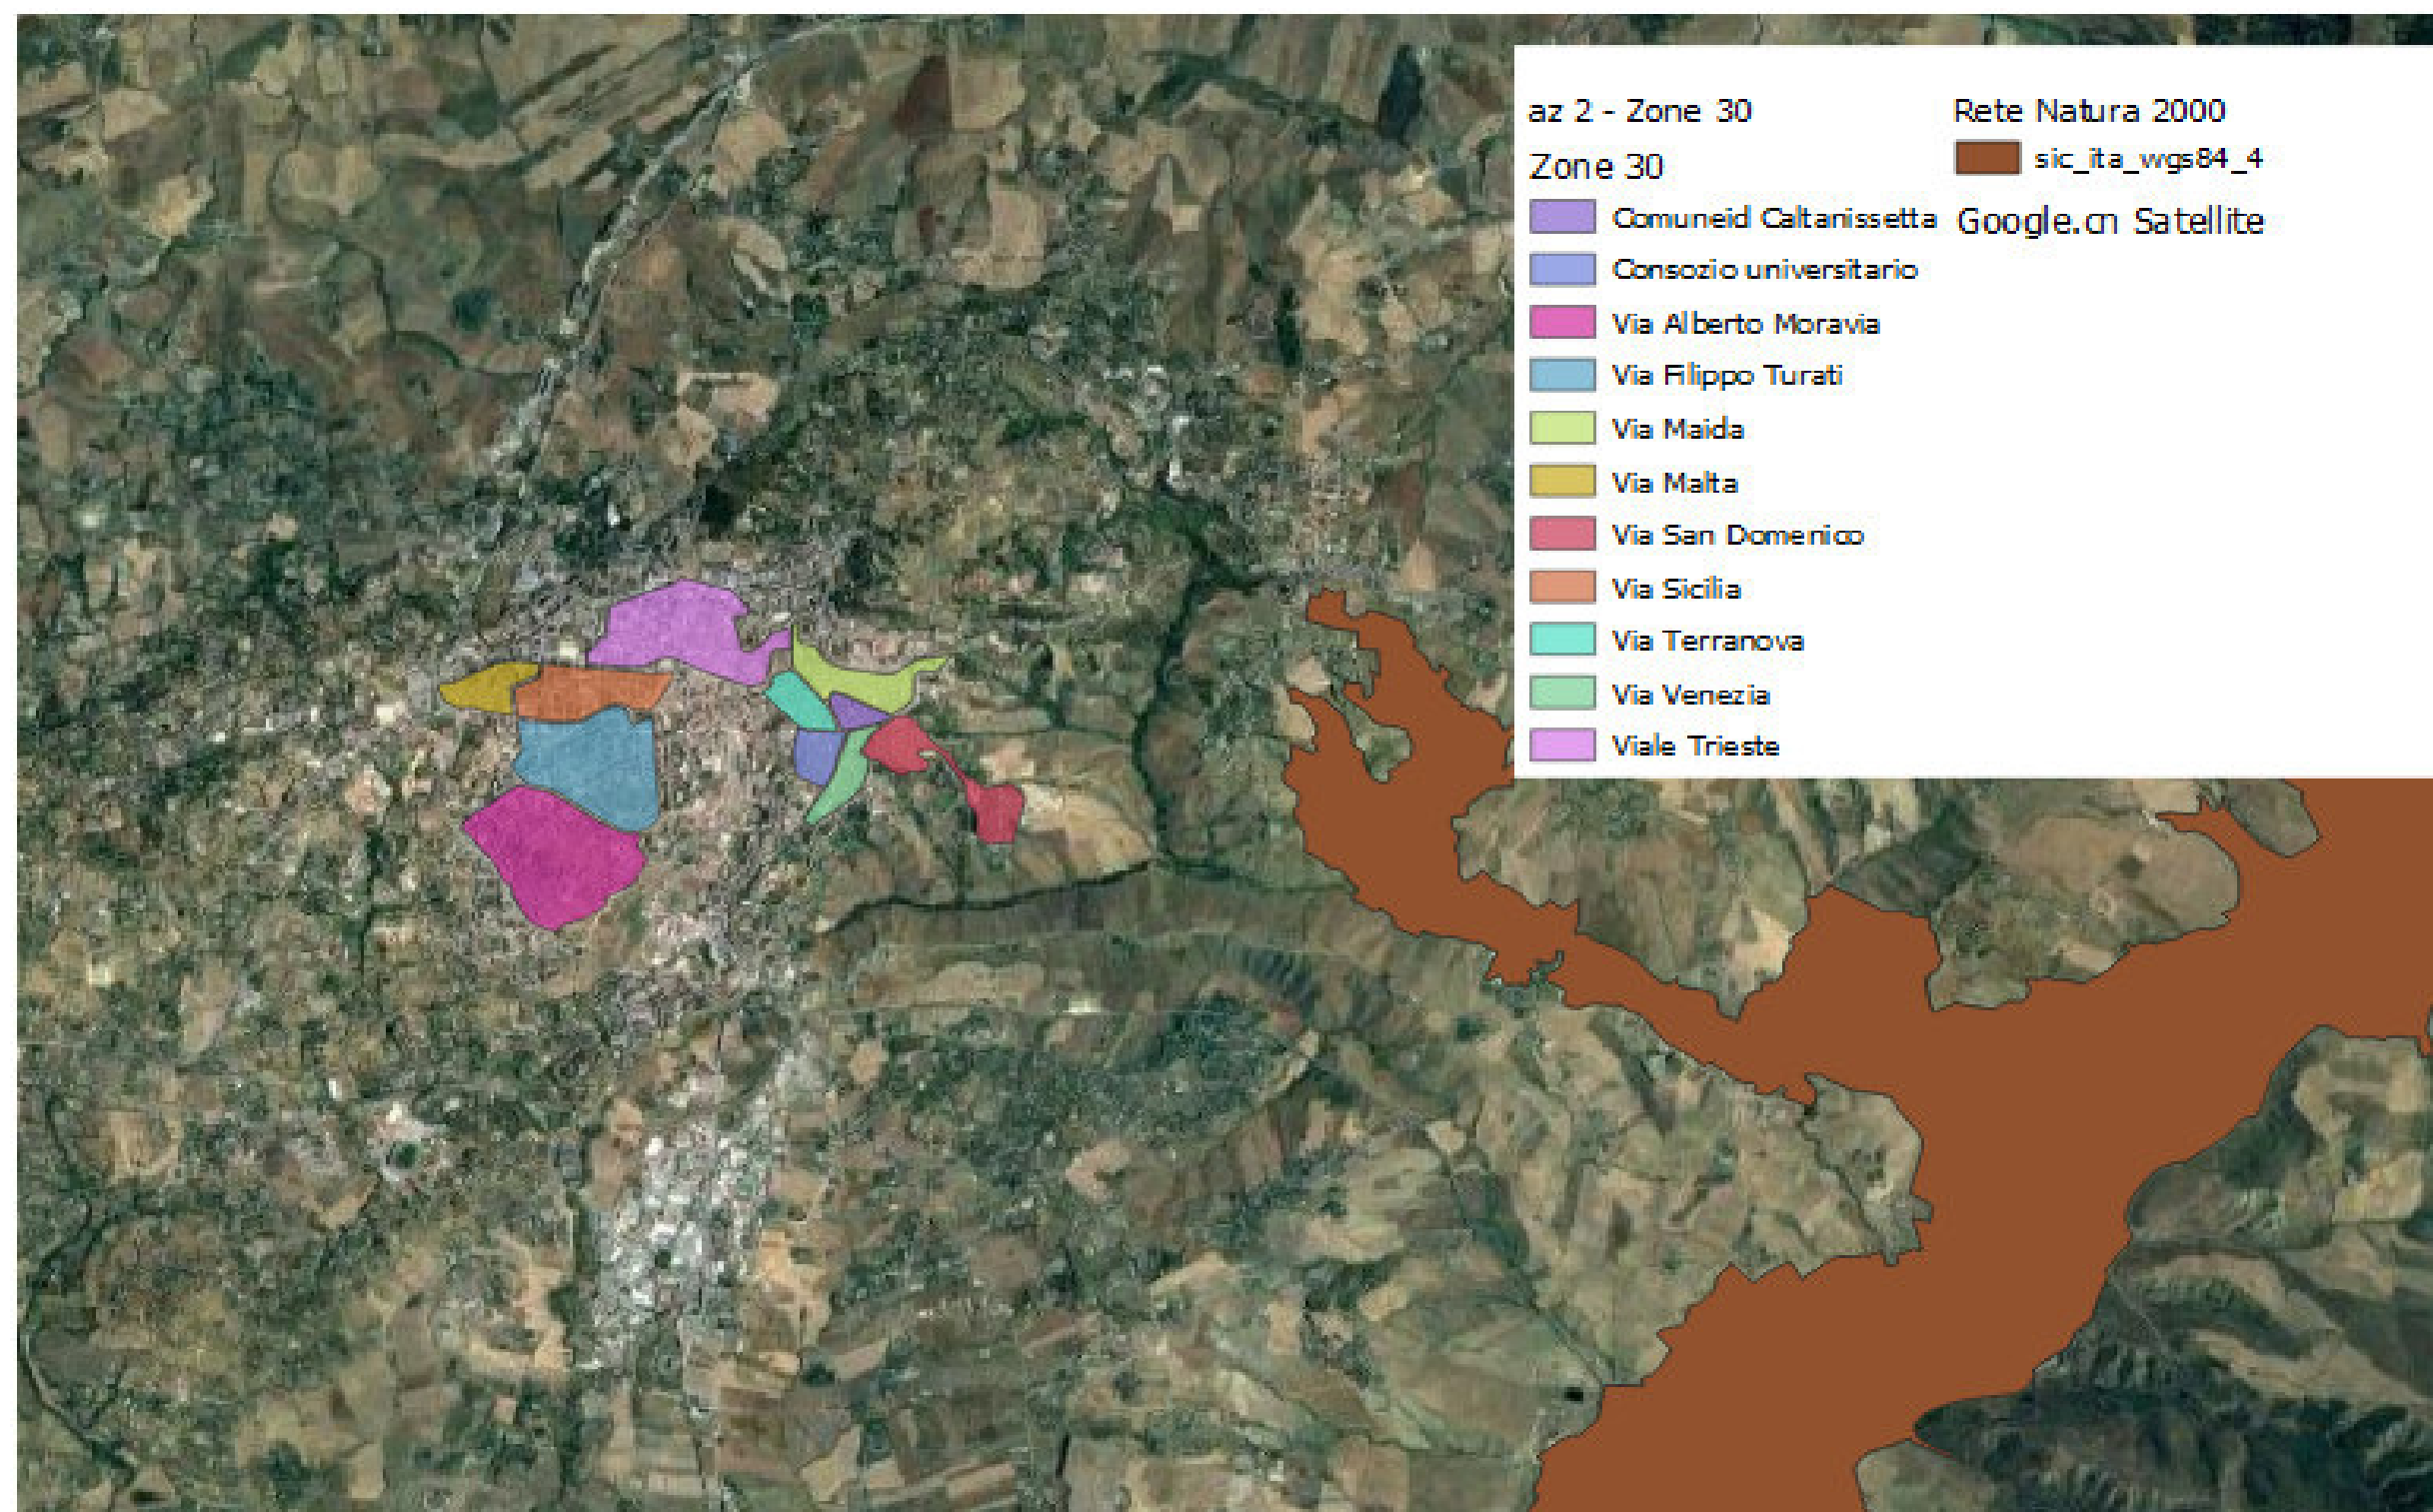 az 2 - Zone 30
Zone 30
Comuneid Caltanissetta
Consozio universitario
Via Alberto Moravia
Via Filippo Turati
Via Maida
Via Malta
Via San Domenico
Via Sicilia
Via Terranova
Via Venezia
Viale Trieste
Rete Natura 2000
sic_ita_wgs84_4
Google.cn Satellite